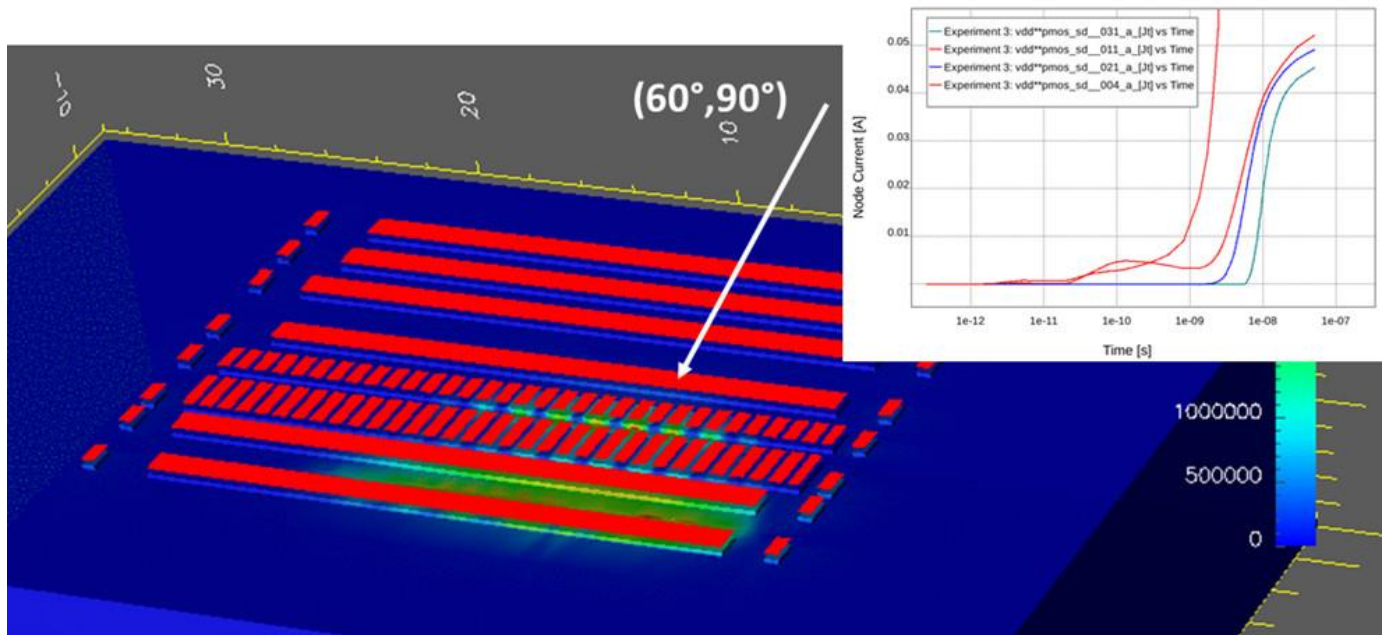 30
20
10
(60°,90°)
Experiment 3: vdd**pmos_sd__031_a_[Jt] vs Time
Experiment 3: vdd**pmos_sd__011_a_[Jt] vs Time
Experiment 3: vdd**pmos_sd__021_a_[Jt] vs Time
Experiment 3: vdd**pmos_sd__004_a_[Jt] vs Time
Node Current [A]
0.05
0.04
0.03
0.02
0.01
1e-12 1e-11 1e-10 1e-09 1e-08 1e-07
Time [s]
1000000
500000
0